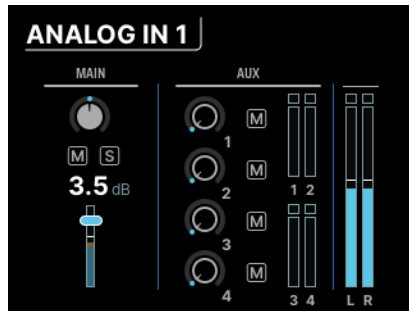 ANALOG IN 1
MAIN
AUX
M S
3.5 dB
1 M
2 M
3 M
4 M
1 2
3 4
L R